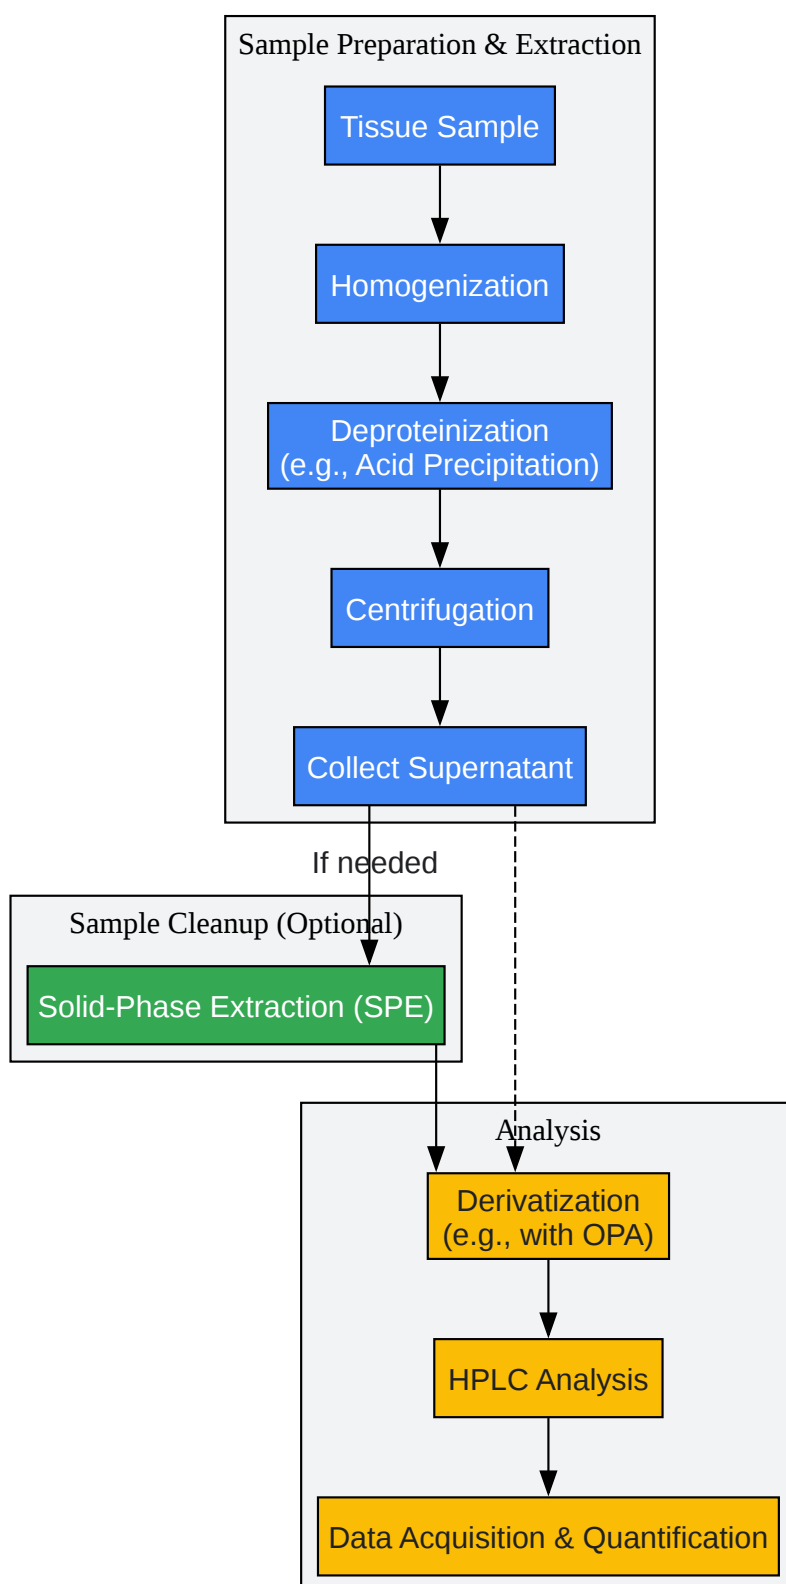 Sample Preparation & Extraction
Tissue Sample
Homogenization
Deproteinization
(e.g., Acid Precipitation)
Centrifugation
Collect Supernatant
If needed
Sample Cleanup (Optional)
Solid-Phase Extraction (SPE)
Analysis
Derivatization
(e.g., with OPA)
HPLC Analysis
Data Acquisition & Quantification